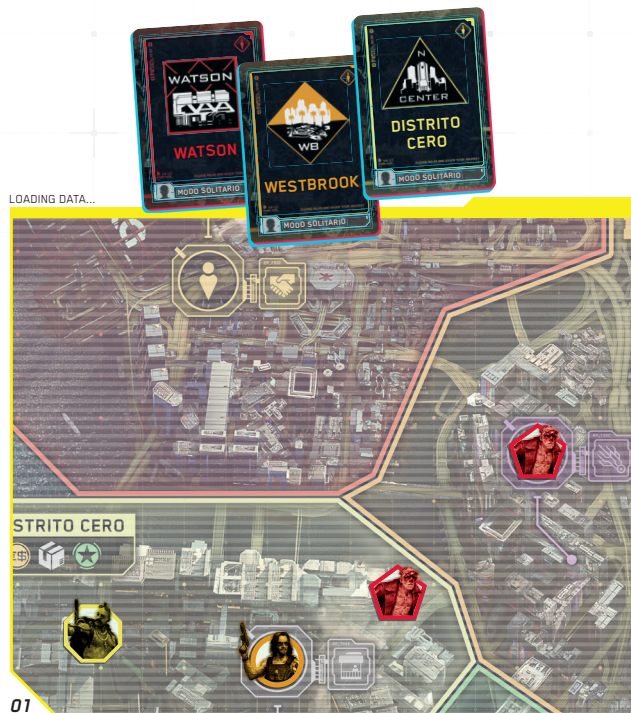 WATSON
WATSON
MODO SOLITARIO
WB
WESTBROOK
MODO SOLITARIO
N
CENTER
DISTRITO
CERO
MODO SOLITARIO
LOADING DATA...
STRITO CERO
€$
01